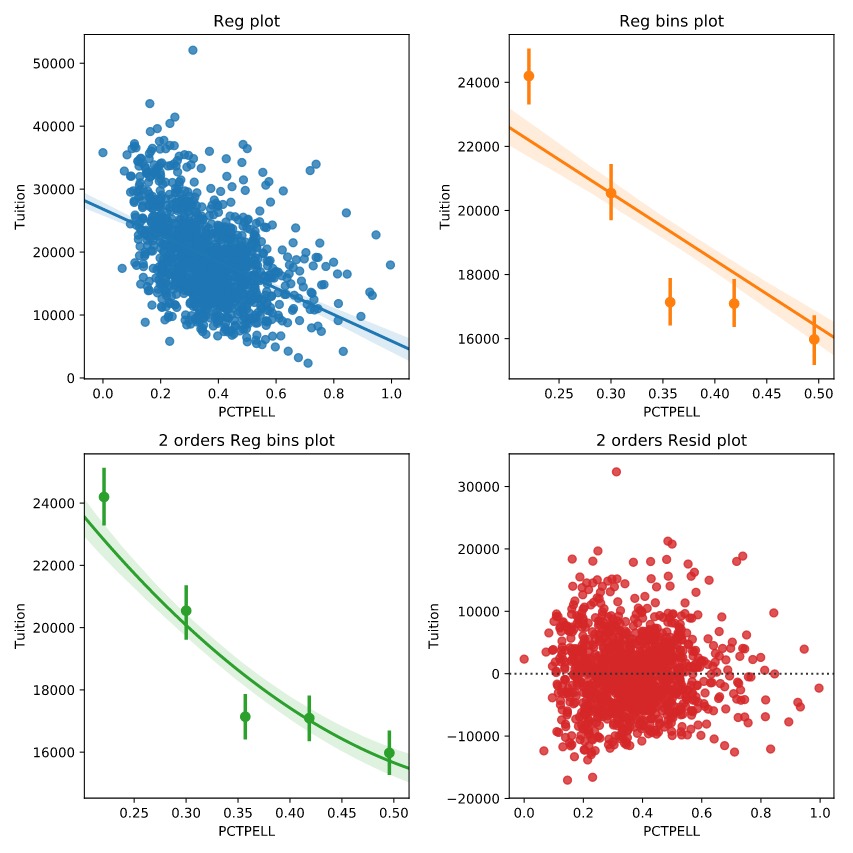 Reg plot
50000
40000
30000
20000
10000
0
Tuition
0.0 0.2 0.4 0.6 0.8 1.0
PCTPELL
Reg bins plot
24000
22000
20000
18000
16000
Tuition
0.25 0.30 0.35 0.40 0.45 0.50
PCTPELL
2 orders Reg bins plot
24000
22000
20000
18000
16000
Tuition
0.25 0.30 0.35 0.40 0.45 0.50
PCTPELL
2 orders Resid plot
30000
20000
10000
0
−10000
−20000
Tuition
0.0 0.2 0.4 0.6 0.8 1.0
PCTPELL